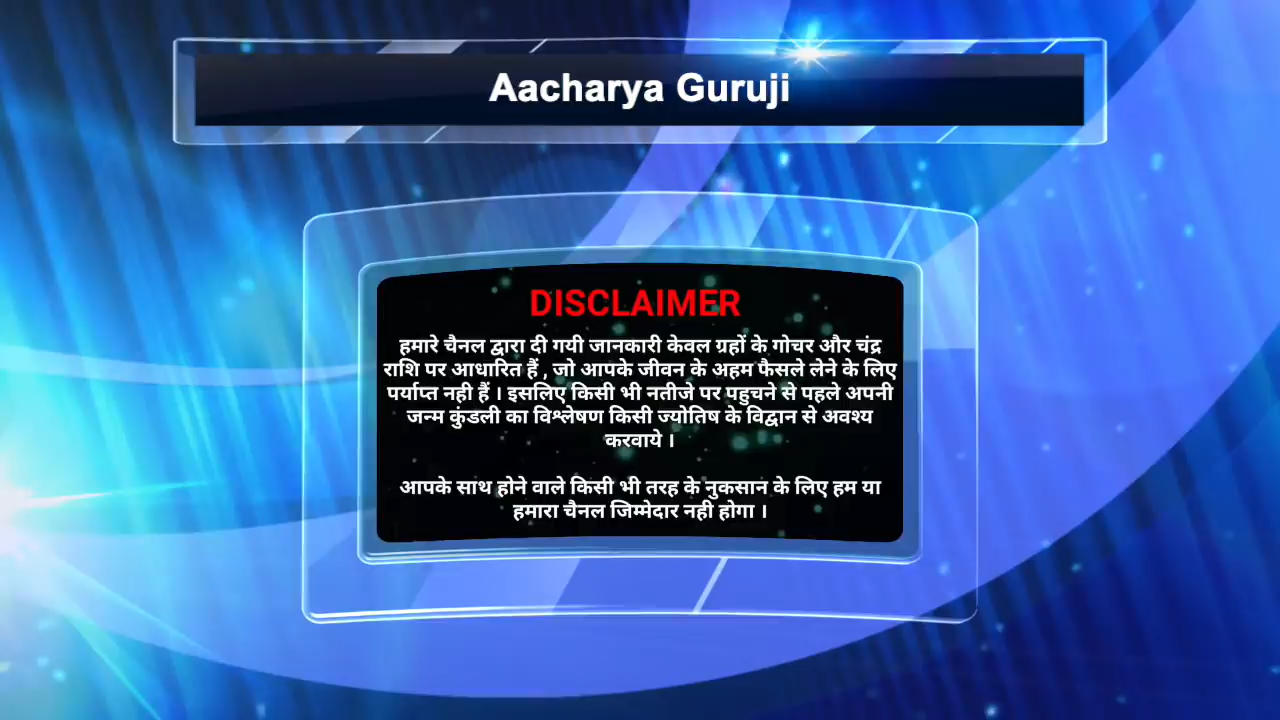 Aacharya Guruji
DISCLAIMER
हमारे चैनल द्वारा दी गयी जानकारी केवल ग्रहों के गोचर और चंद्र
राशि पर आधारित हैं , जो आपके जीवन के अहम फैसले लेने के लिए
पर्याप्त नही हैं । इसलिए किसी भी नतीजे पर पहुचने से पहले अपनी
जन्म कुंडली का विश्लेषण किसी ज्योतिष के विद्वान से अवश्य
करवाये ।
आपके साथ होने वाले किसी भी तरह के नुकसान के लिए हम या
हमारा चैनल जिम्मेदार नही होगा ।